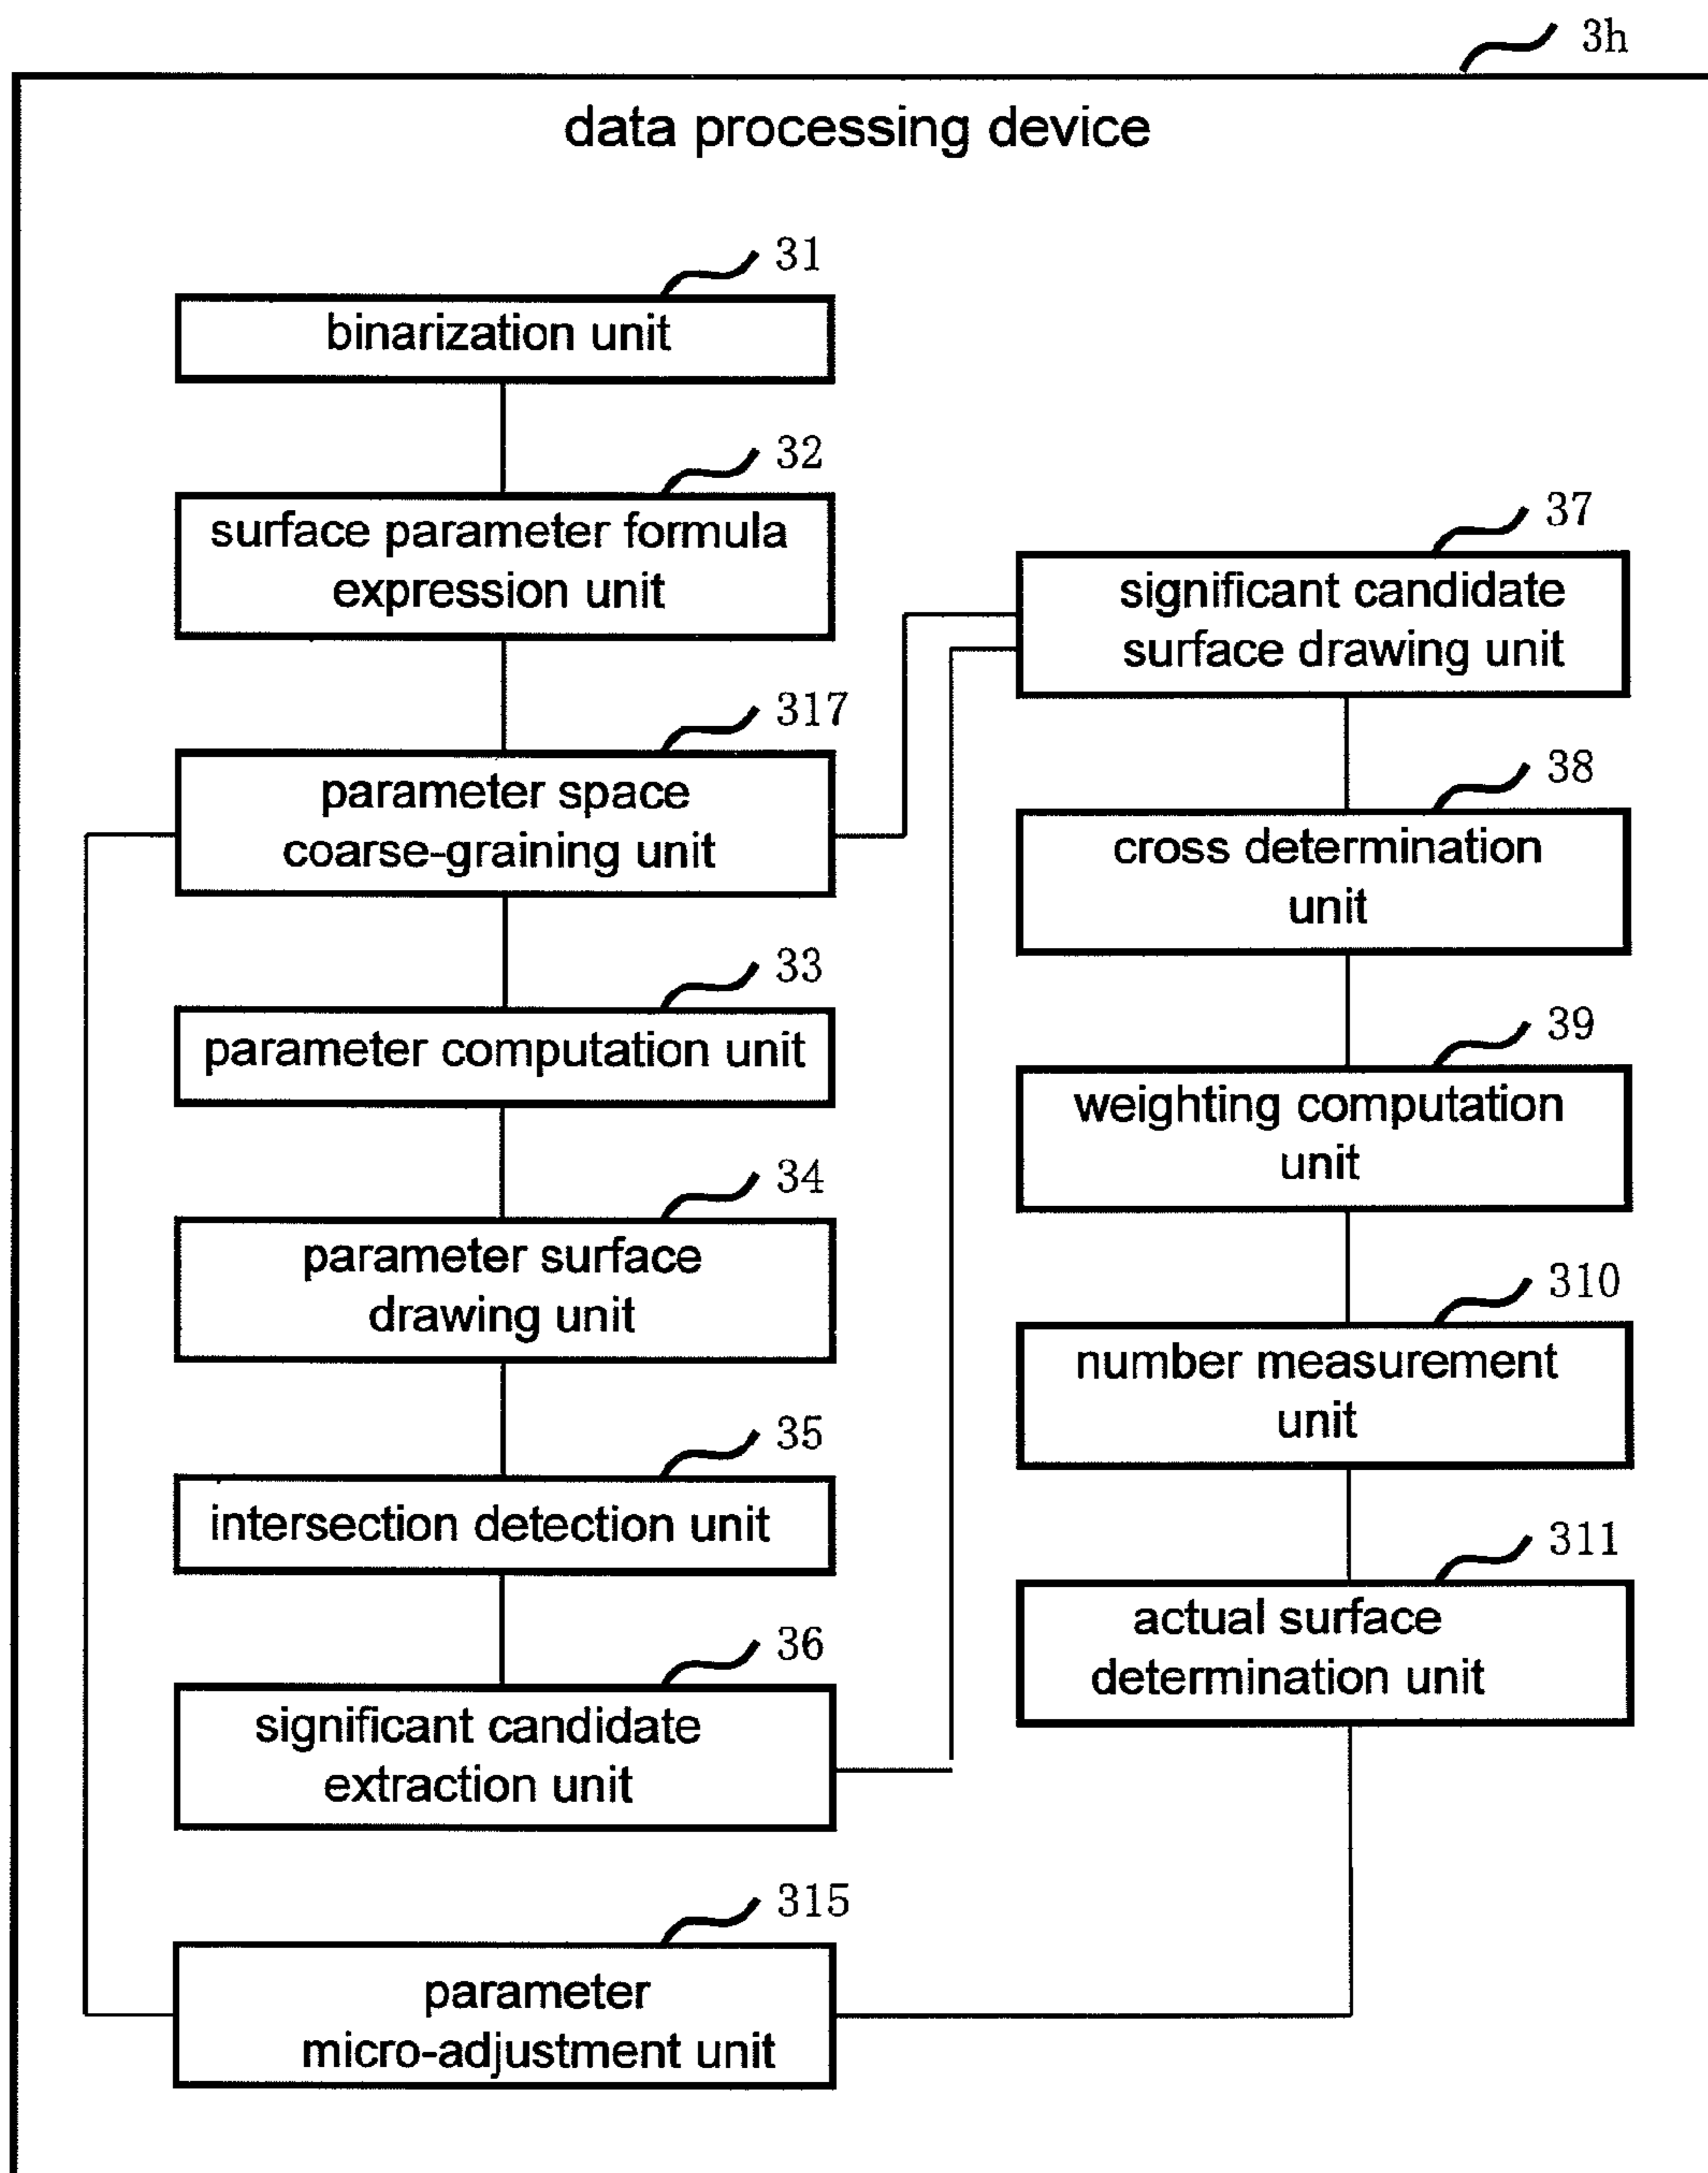 3h
data processing device
31
binarization unit
32
surface parameter formula
expression unit
317
parameter space
coarse-graining unit
33
parameter computation unit
34
parameter surface
drawing unit
35
intersection detection unit
36
significant candidate
extraction unit
315
parameter
micro-adjustment unit
37
significant candidate
surface drawing unit
38
cross determination
unit
39
weighting computation
unit
310
number measurement
unit
311
actual surface
determination unit